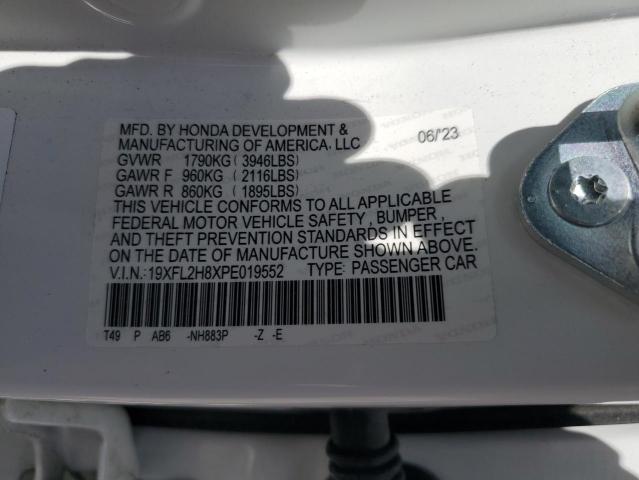 MFD. BY HONDA DEVELOPMENT &
MANUFACTURING OF AMERICA, LLC 06/'23
GVWR 1790KG ( 3946LBS)
GAWR F 960KG ( 2116LBS)
GAWR R 860KG ( 1895LBS)
THIS VEHICLE CONFORMS TO ALL APPLICABLE
FEDERAL MOTOR VEHICLE SAFETY , BUMPER ,
AND THEFT PREVENTION STANDARDS IN EFFECT
ON THE DATE OF MANUFACTURE SHOWN ABOVE.
V.I.N.:19XFL2H8XPE019552 TYPE: PASSENGER CAR
T49 P AB6 -NH883P -Z -E